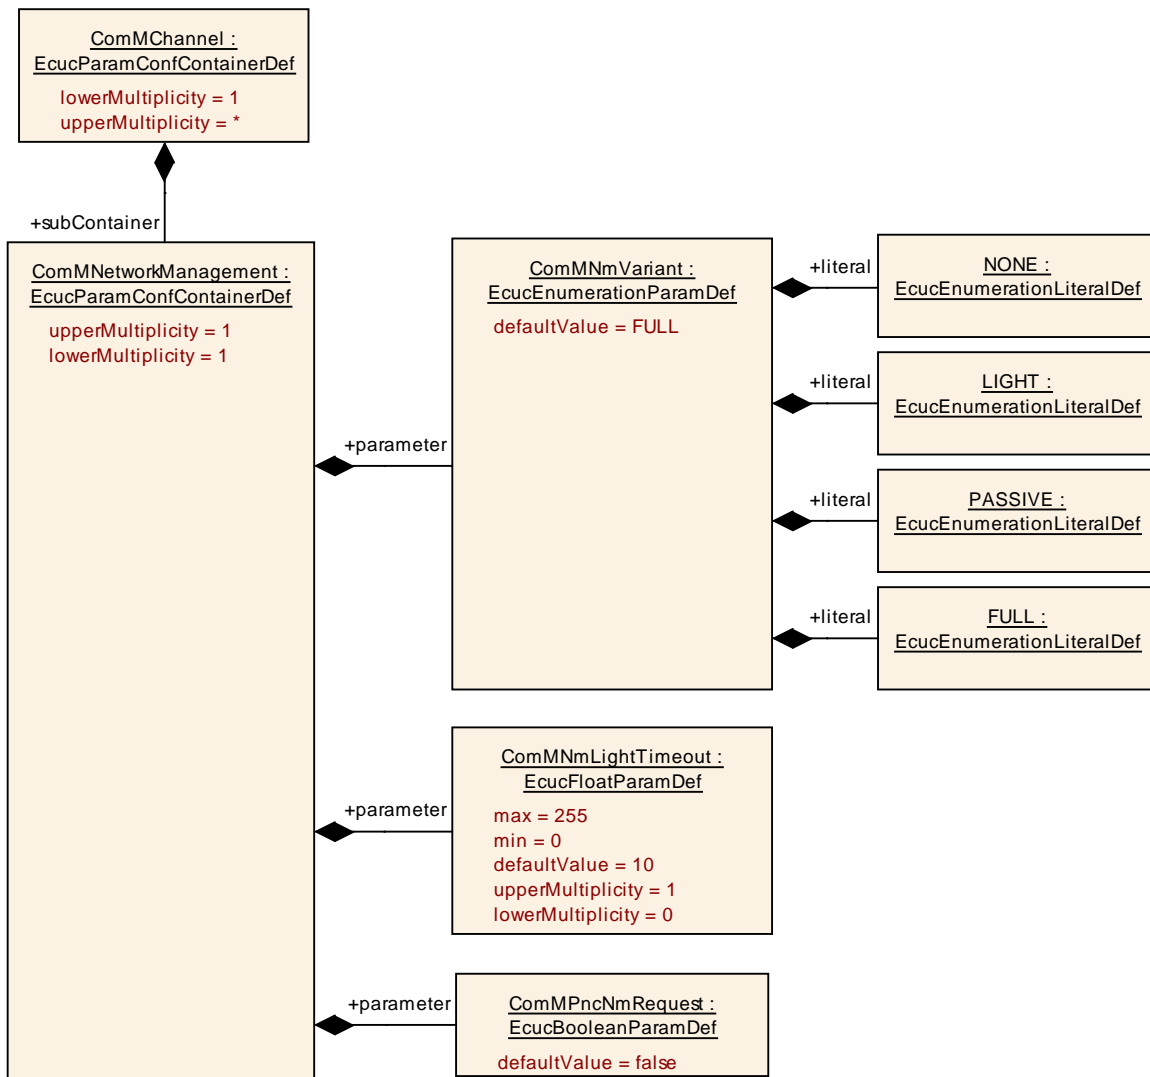 ComMChannel :
EcucParamConfContainerDef
lowerMultiplicity = 1
upperMultiplicity = *
+subContainer
ComMNetworkManagement :
EcucParamConfContainerDef
upperMultiplicity = 1
lowerMultiplicity = 1
+parameter
ComMNmVariant :
EcucEnumerationParamDef
defaultValue = FULL
+literal
NONE :
EcucEnumerationLiteralDef
+literal
LIGHT :
EcucEnumerationLiteralDef
+literal
PASSIVE :
EcucEnumerationLiteralDef
+literal
FULL :
EcucEnumerationLiteralDef
+parameter
ComMNmLightTimeout :
EcucFloatParamDef
max = 255
min = 0
defaultValue = 10
upperMultiplicity = 1
lowerMultiplicity = 0
+parameter
ComMPncNmRequest :
EcucBooleanParamDef
defaultValue = false